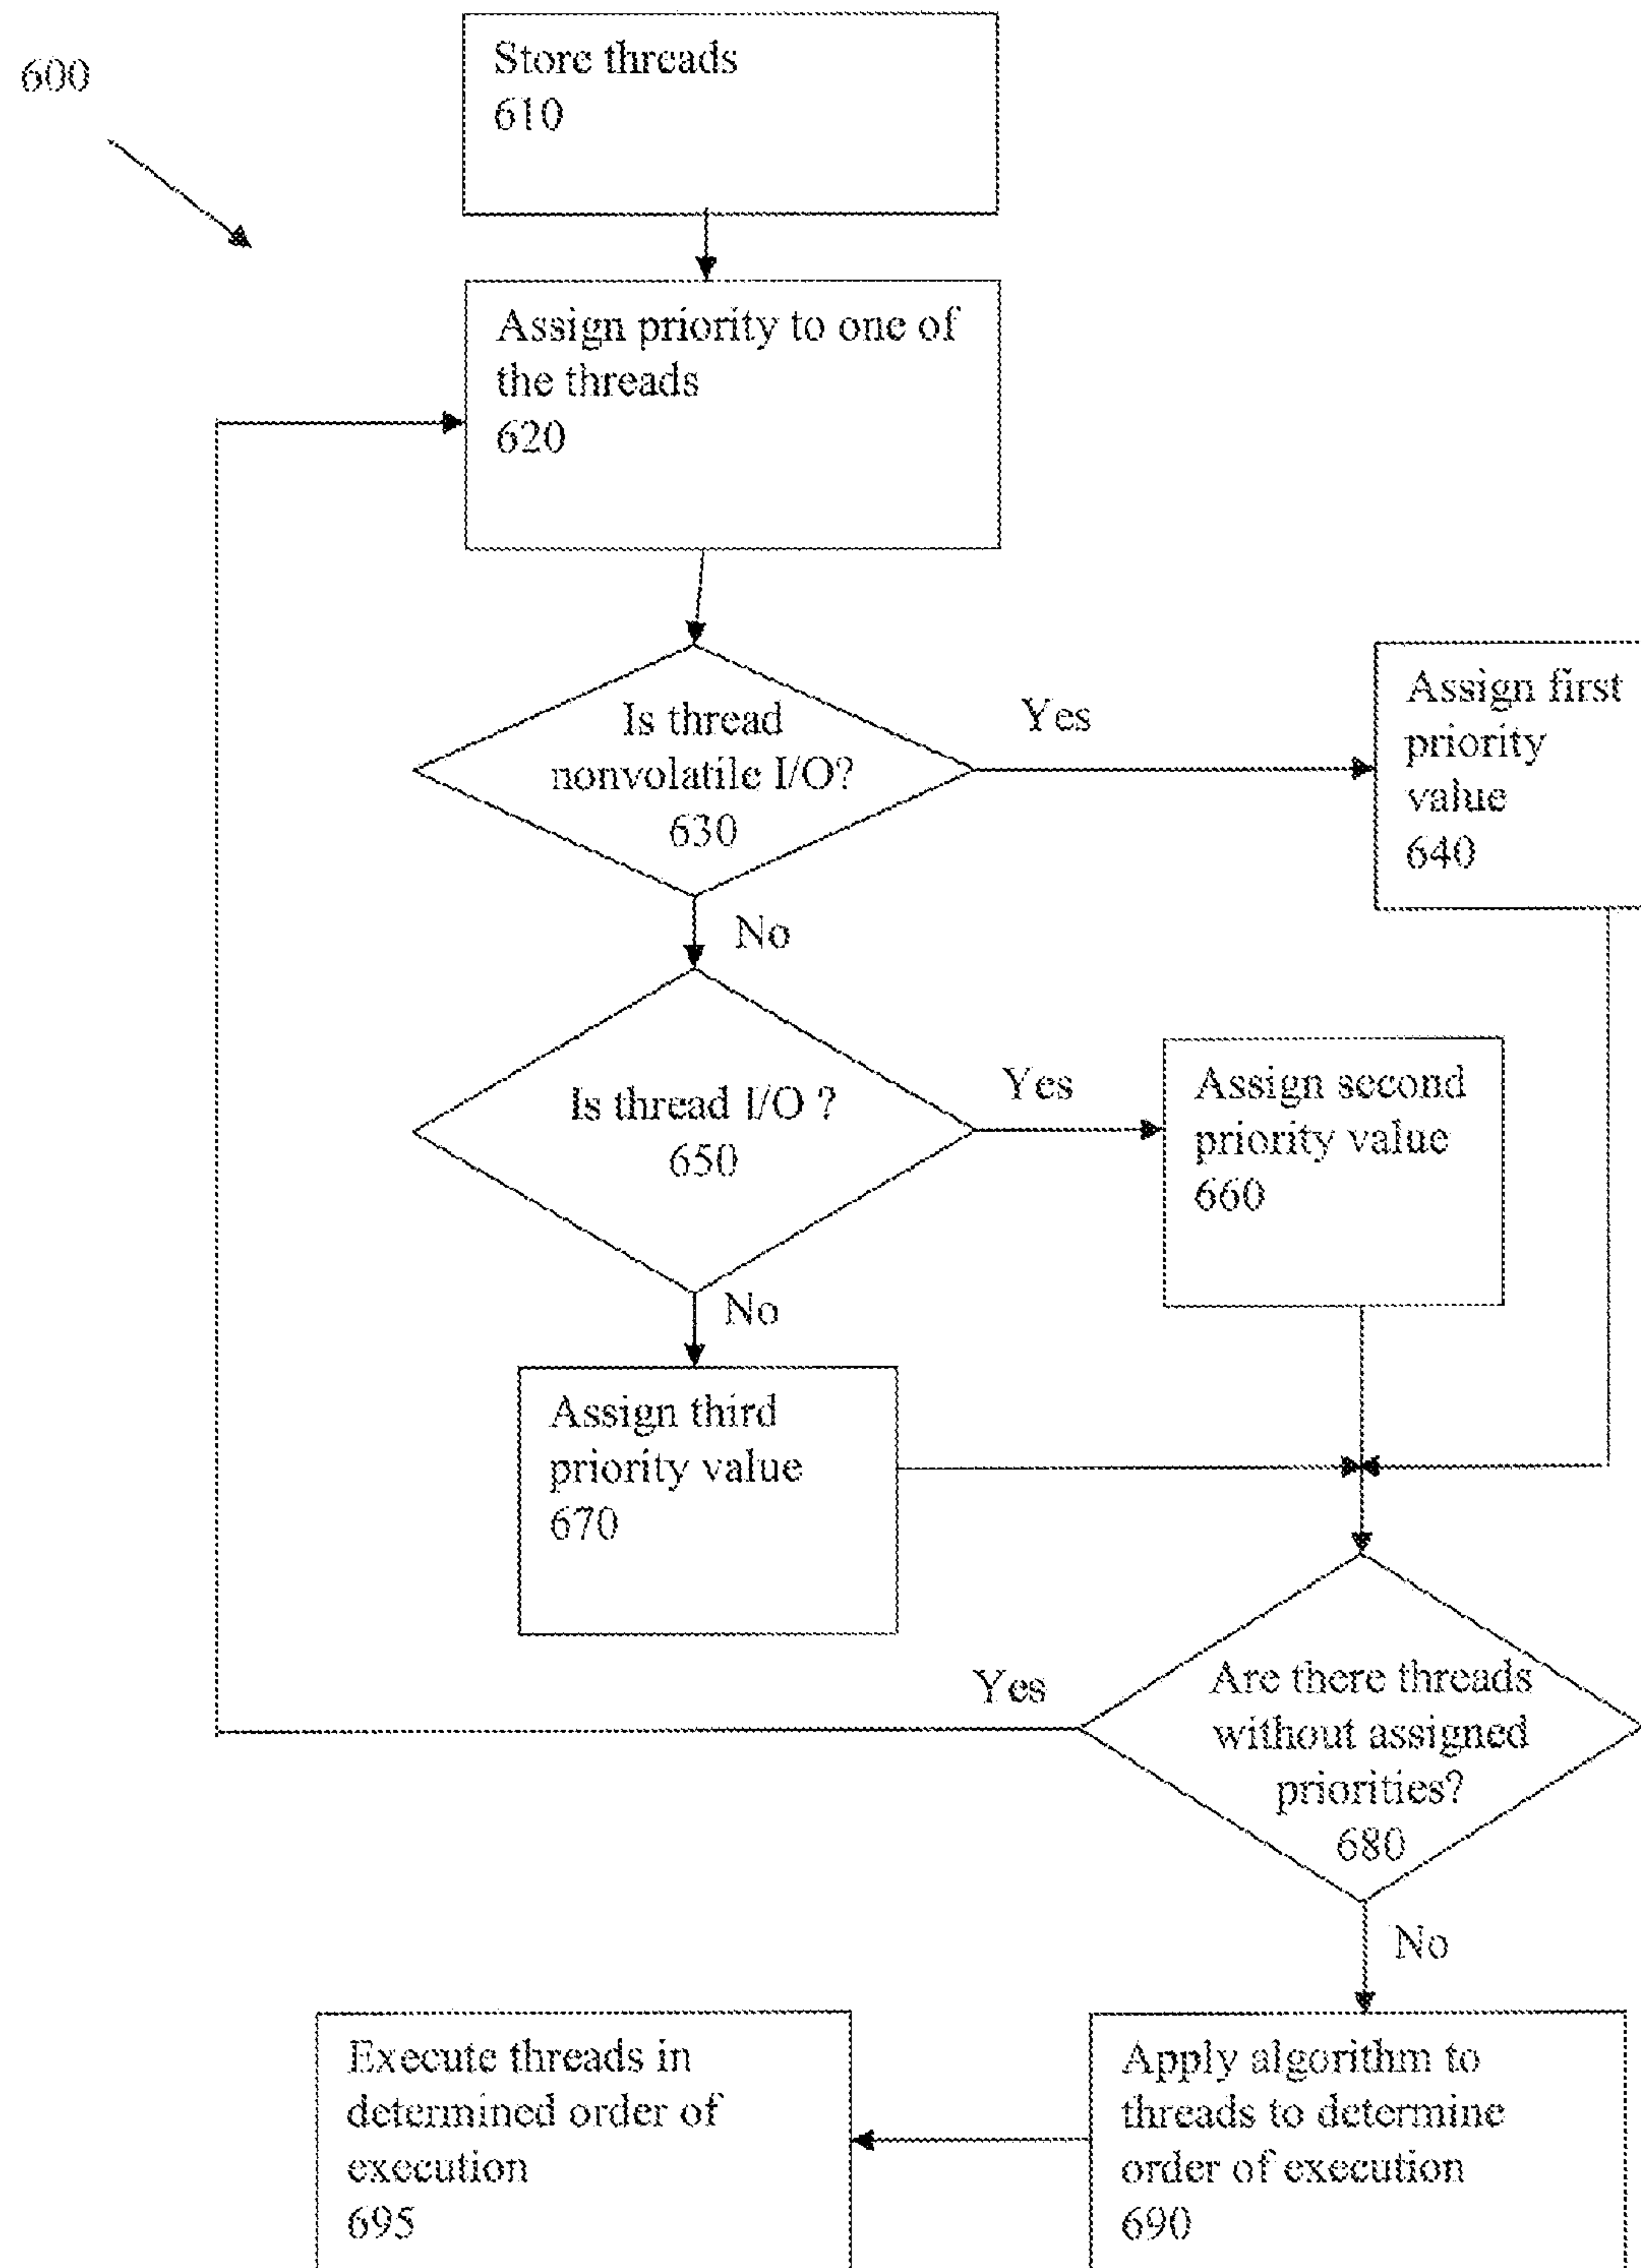 600
Store threads
610
Assign priority to one of
the threads
620
Is thread
nonvolatile I/O?
630
Yes
Assign first
priority
value
640
No
Is thread I/O ?
650
Yes
Assign second
priority value
660
No
Assign third
priority value
670
Yes
Are there threads
without assigned
priorities?
680
No
Execute threads in
determined order of
execution
695
Apply algorithm to
threads to determine
order of execution
690